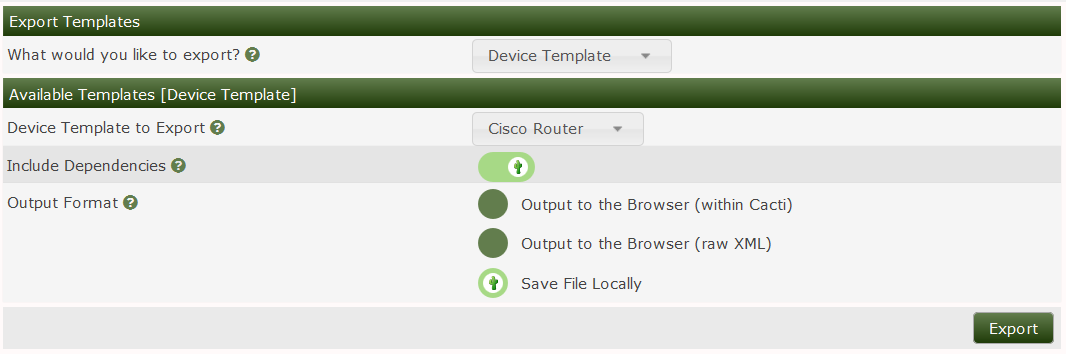 Export Templates
What would you like to export? ?
Device Template
Available Templates [Device Template]
Device Template to Export ?
Cisco Router
Include Dependencies ?
Output Format ?
Output to the Browser (within Cacti)
Output to the Browser (raw XML)
Save File Locally
Export